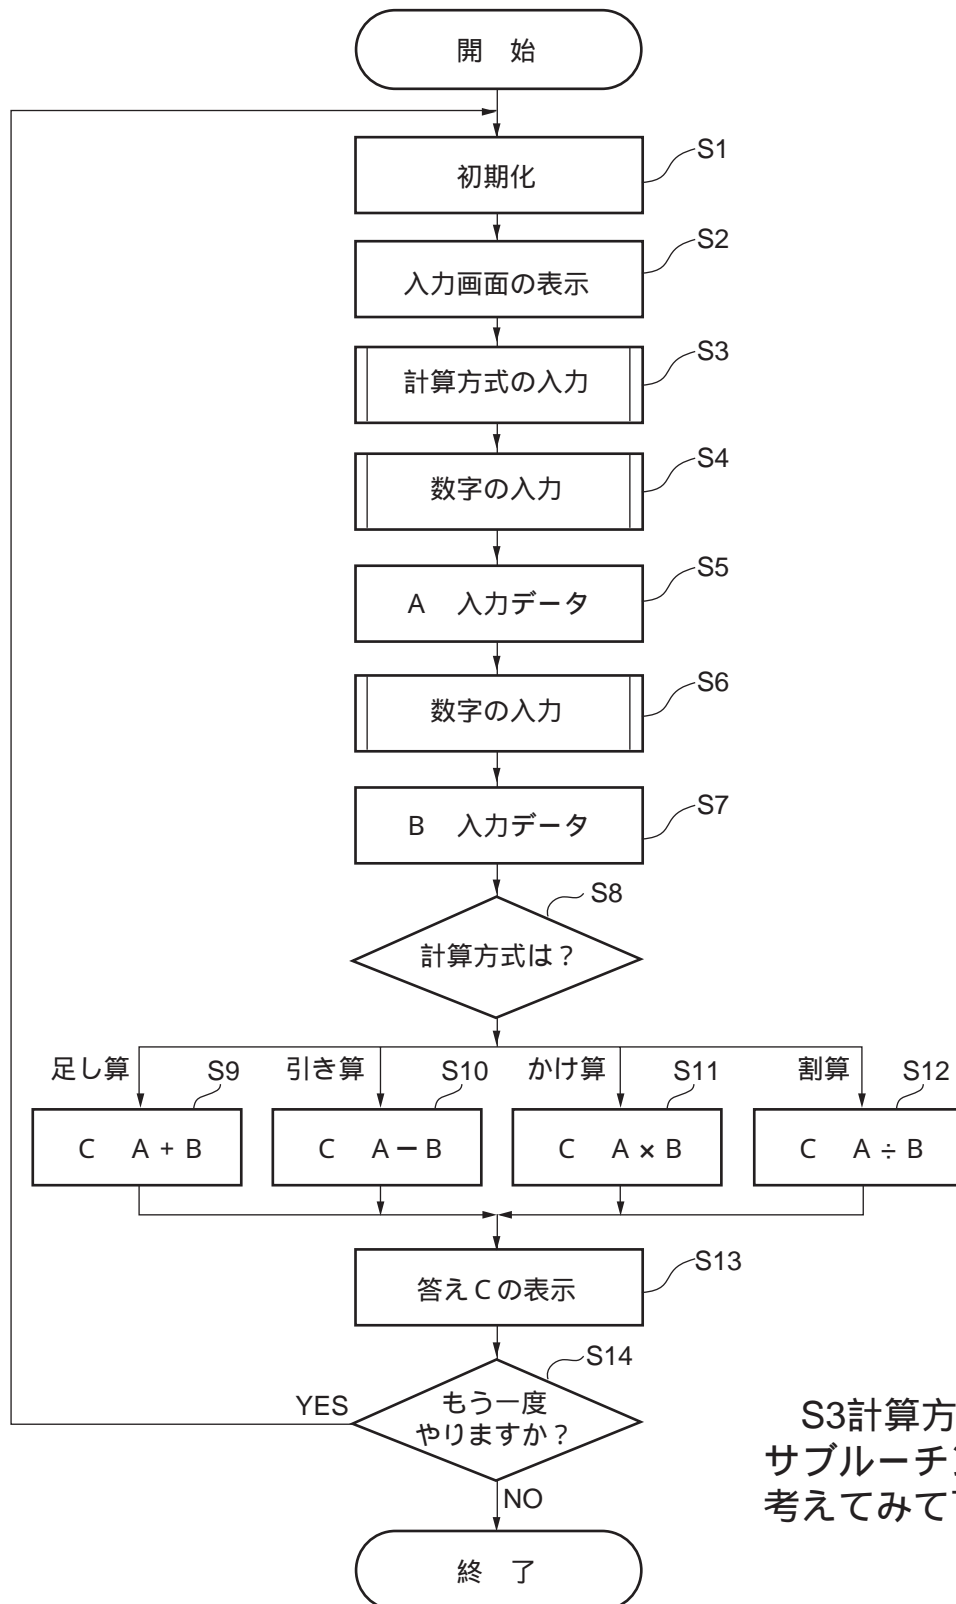 開 始
初期化
S1
入力画面の表示
S2
計算方式の入力
S3
数字の入力
S4
A 入力データ
S5
数字の入力
S6
B 入力データ
S7
計算方式は?
S8
足し算 S9 引き算 S10 かけ算 S11 割算 S12
C A + B C A ー B C A × B C A ÷ B
答えCの表示
S13
もう一度
やりますか?
S14
YES
NO
終 了
S3計算方
サブルーチ
考えてみて